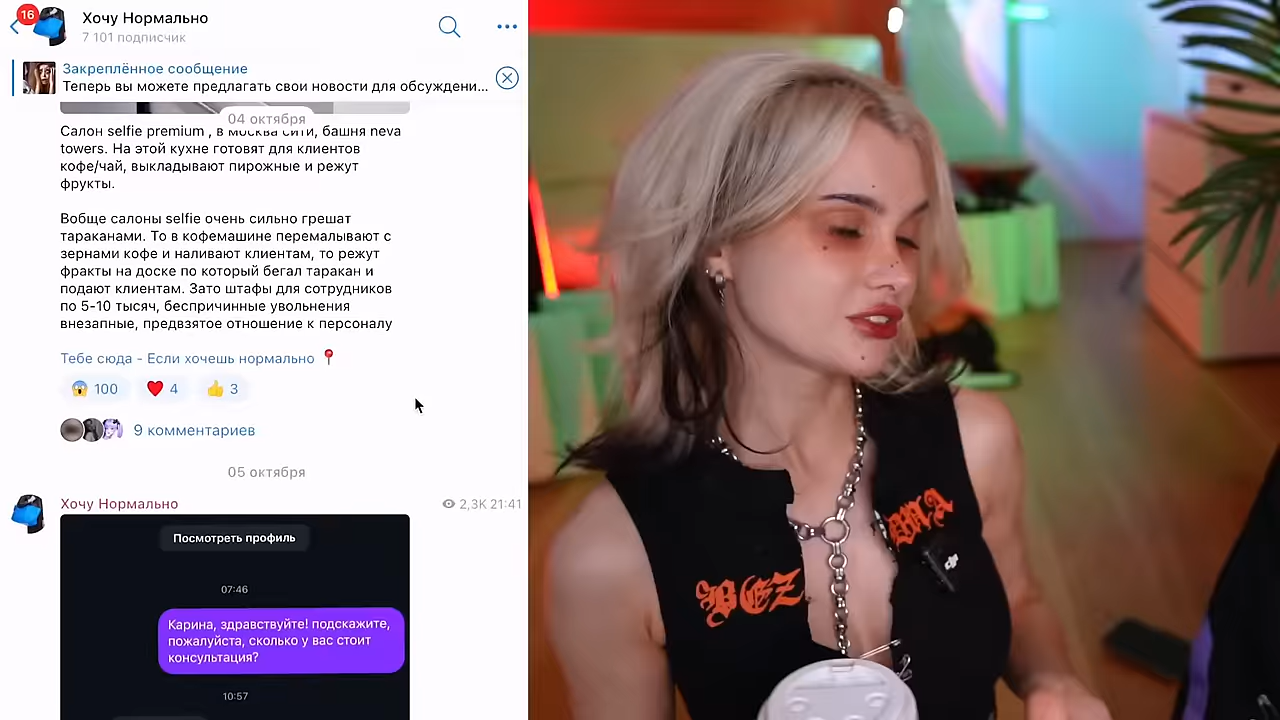 16
Хочу Нормально
7 101 подписчик
Закреплённое сообщение
Теперь вы можете предлагать свои новости для обсуждени...
04 октября
Салон selfie premium , в москва сити, башня neva
towers. На этой кухне готовят для клиентов
кофе/чай, выкладывают пирожные и режут
фрукты.
Вобще салоны selfie очень сильно грешат
тараканами. То в кофемашине перемалывают с
зернами кофе и наливают клиентам, то режут
фракты на доске по который бегал таракан и
подают клиентам. Зато штафы для сотрудников
по 5-10 тысяч, беспричинные увольнения
внезапные, предвзятое отношение к персоналу
Тебе сюда - Если хочешь нормально
100 4 3
9 комментариев
05 октября
Хочу Нормально 2,3K 21:41
Посмотреть профиль
07:46
Карина, здравствуйте! подскажите,
пожалуйста, сколько у вас стоит
консультация?
10:57
BEZ